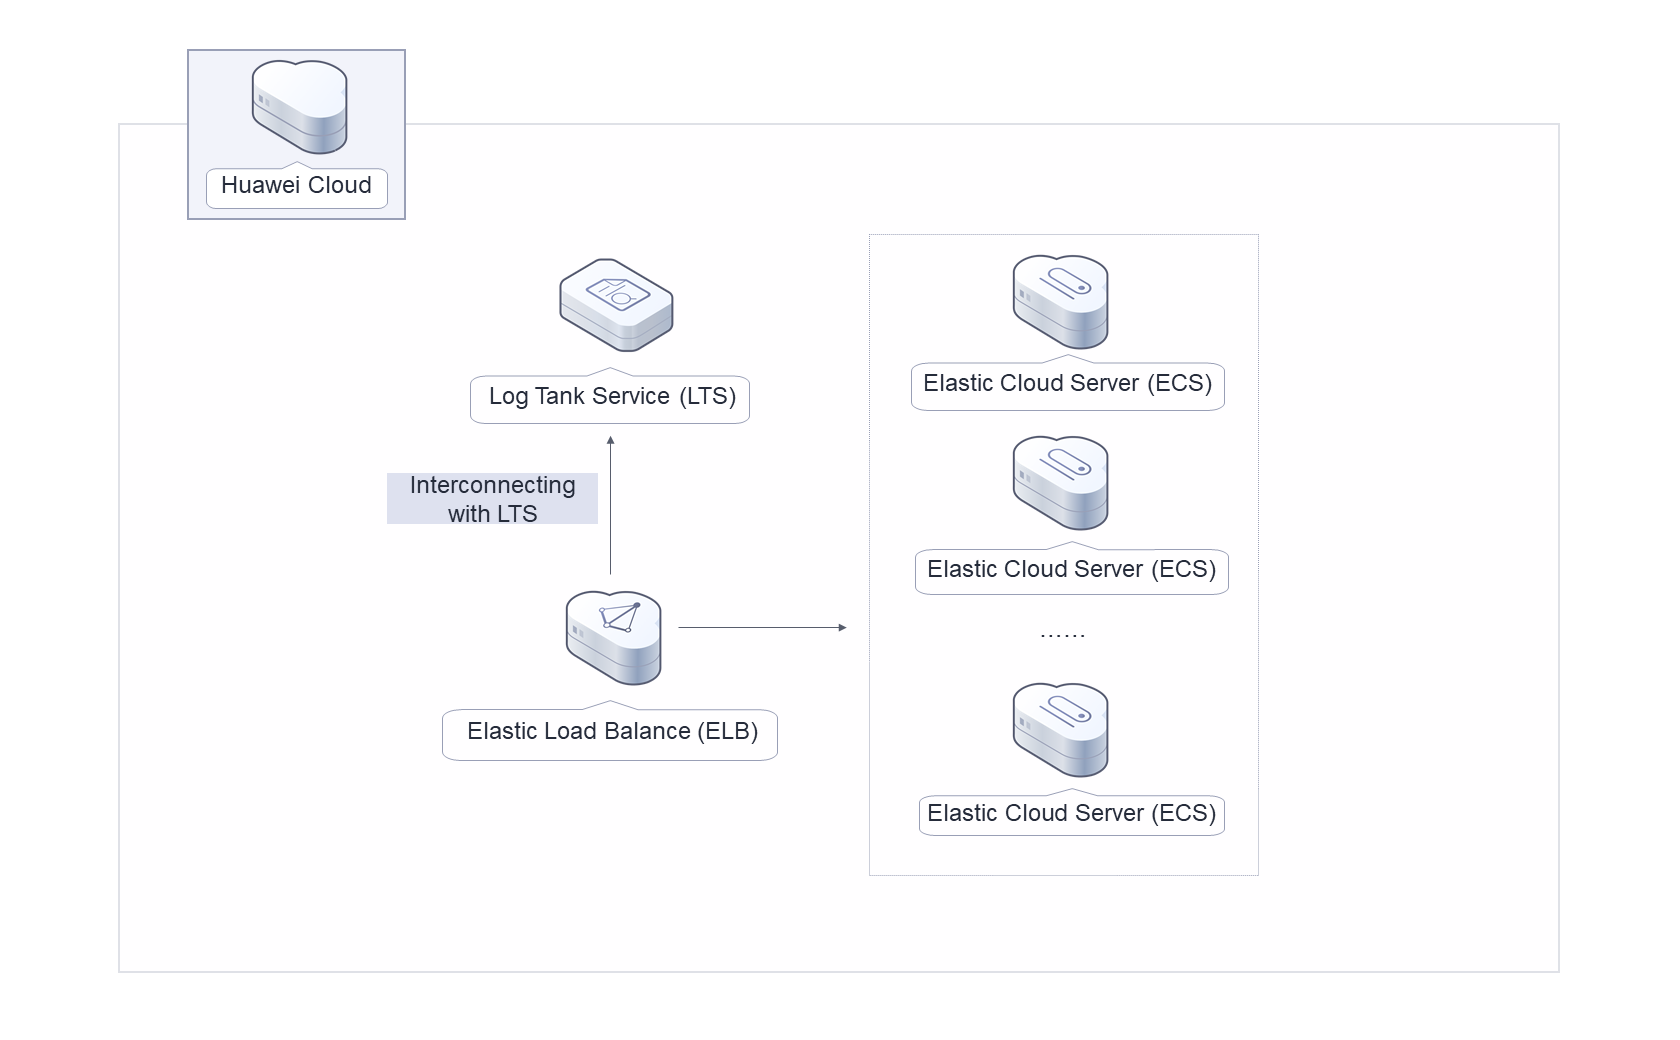 Huawei Cloud
Log Tank Service (LTS)
Interconnecting
with LTS
Elastic Load Balance (ELB)
Elastic Cloud Server (ECS)
Elastic Cloud Server (ECS)
......
Elastic Cloud Server (ECS)